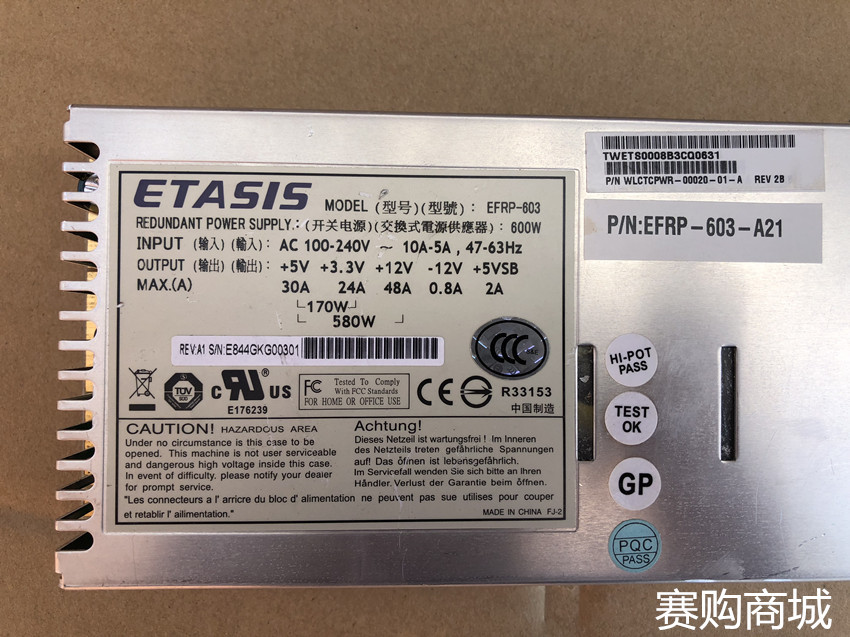 TWETS0008B3CQ0631
P/N WLCTCPWR-00020-01-A REV 2B
P/N:EFRP-603-A21
ETASIS
MODEL (型号)(型號): EFRP-603
REDUNDANT POWER SUPPLY.: (开关电源)(交換式電源供應器) 600W
INPUT (输入) (輸入): AC 100-240V ~ 10A-5A , 47-63Hz
OUTPUT (输出) (輸出): +5V +3.3V +12V -12V +5VSB
MAX.(A) 30A 24A 48A 0.8A 2A
170W
580W
REV:A1 S/N:E844GKG00301
CCC
TUV
c UL ® US
E176239
FC Tested To Comply
With FCC Standards
FOR HOME OR OFFICE USE
CE
R33153
中国制造
CAUTION! HAZARDOUS AREA
Under no circumstance is this case to be
opened. This machine is not user serviceable
and dangerous high voltage inside this case.
In event of difficulty. please notify your dealer
for prompt service.
Achtung!
Dieses Netzeil ist wartungsfrei ! Im Inneren
des Netzteils treten gefährliche Spannungen
auf! Das öfinen ist lebensgefährlich.
Im Servicefall wenden Sie sich bitte an Ihren
Händler. Verlust der Garantie beim öffnen.
"Les connecteurs a l' arricre du bloc d' alimentation ne peuvent pas sue utilises pour couper
et retablir l' ailimentation."
MADE IN CHINA FJ-2
HI-POT
PASS
TEST
OK
GP
PQC
PASS
赛购商城